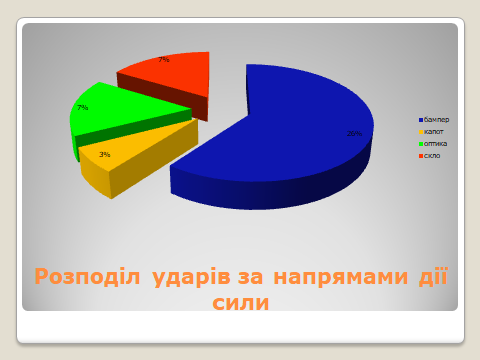 7%
7%
3%
20%
бампер
капот
оптика
скло
Розподіл ударів за напрямами дії
сили